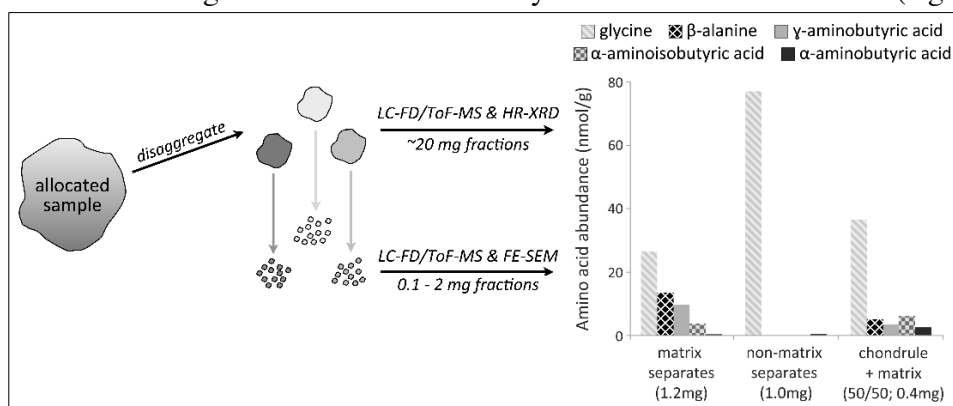 glycine β-alanine γ-aminobutyric acid
α-aminoisobutyric acid α-aminobutyric acid
allocated
sample
disaggregate
LC-FD/ToF-MS & HR-XRD
~20 mg fractions
LC-FD/ToF-MS & FE-SEM
0.1 - 2 mg fractions
Amino acid abundance (nmol/g)
80
60
40
20
0
matrix
separates
(1.2mg)
non-matrix
separates
(1.0mg)
chondrule
+ matrix
(50/50; 0.4mg)